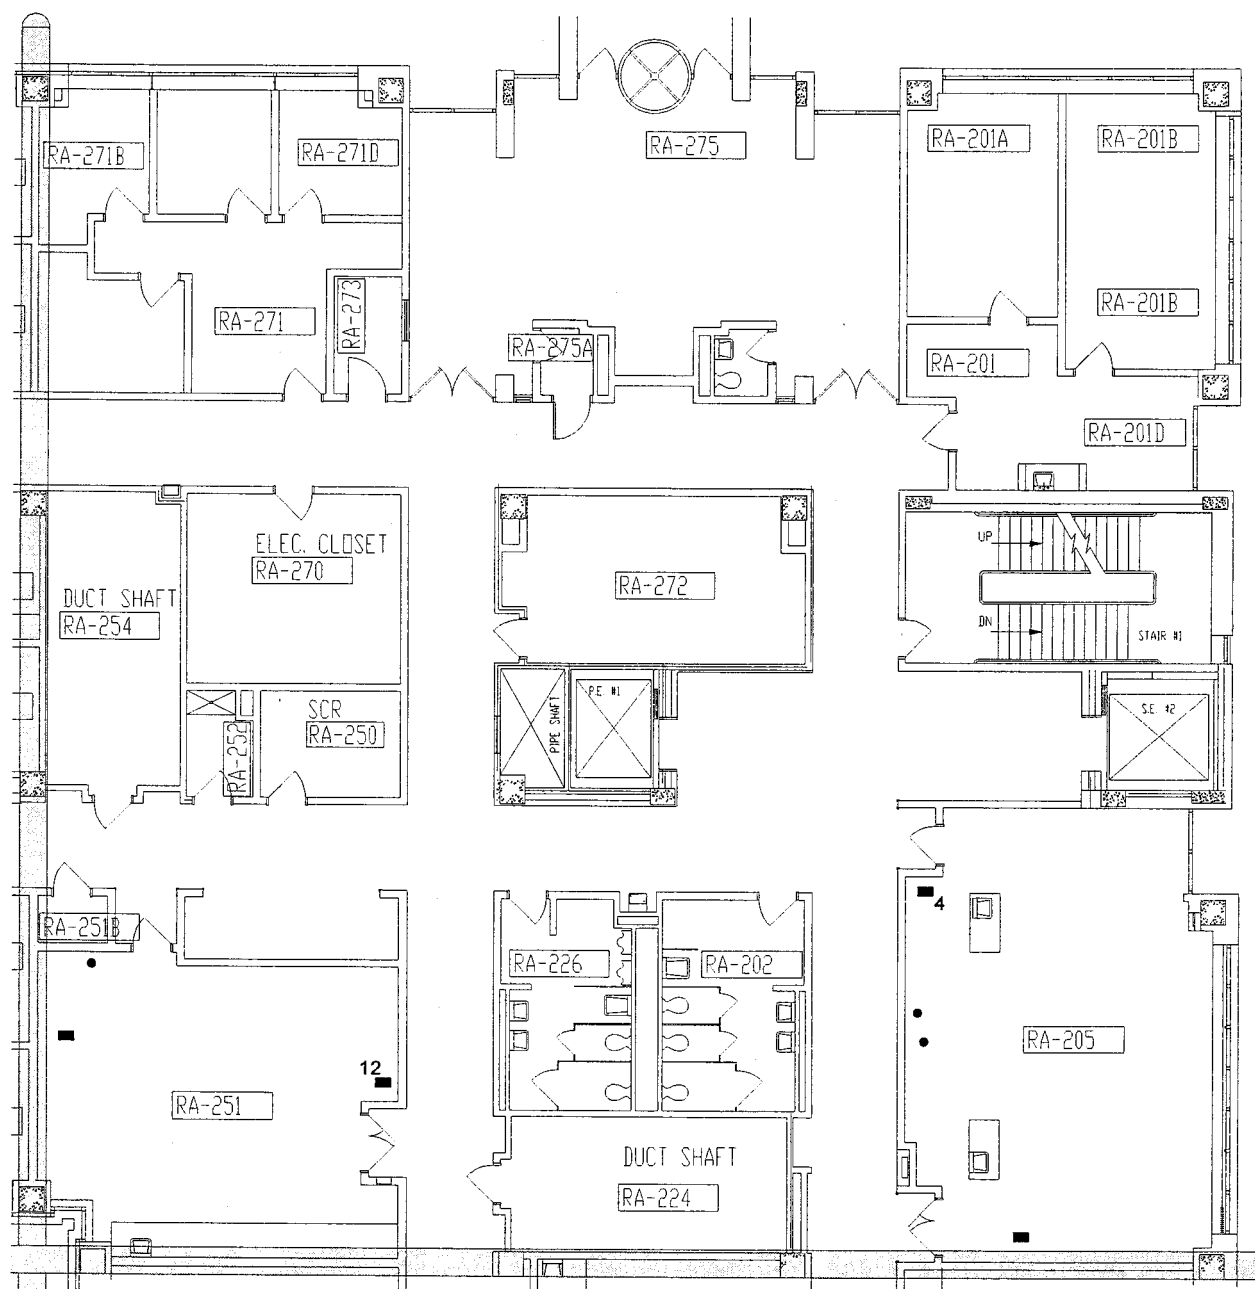 RA-275
RA-201A
RA-201B
RA-271B
RA-271D
RA-273
RA-201B
RA-271
RA-275A
RA-201
RA-201D
UP
ELEC. CLOSET
RA-270
RA-272
DUCT SHAFT
RA-254
DN
STAIR #1
P.E. #1
PIPE SHAFT
SCR
RA-250
RA-252
S.E. #2
4
RA-251B
RA-226
RA-202
RA-205
12
RA-251
DUCT SHAFT
RA-224